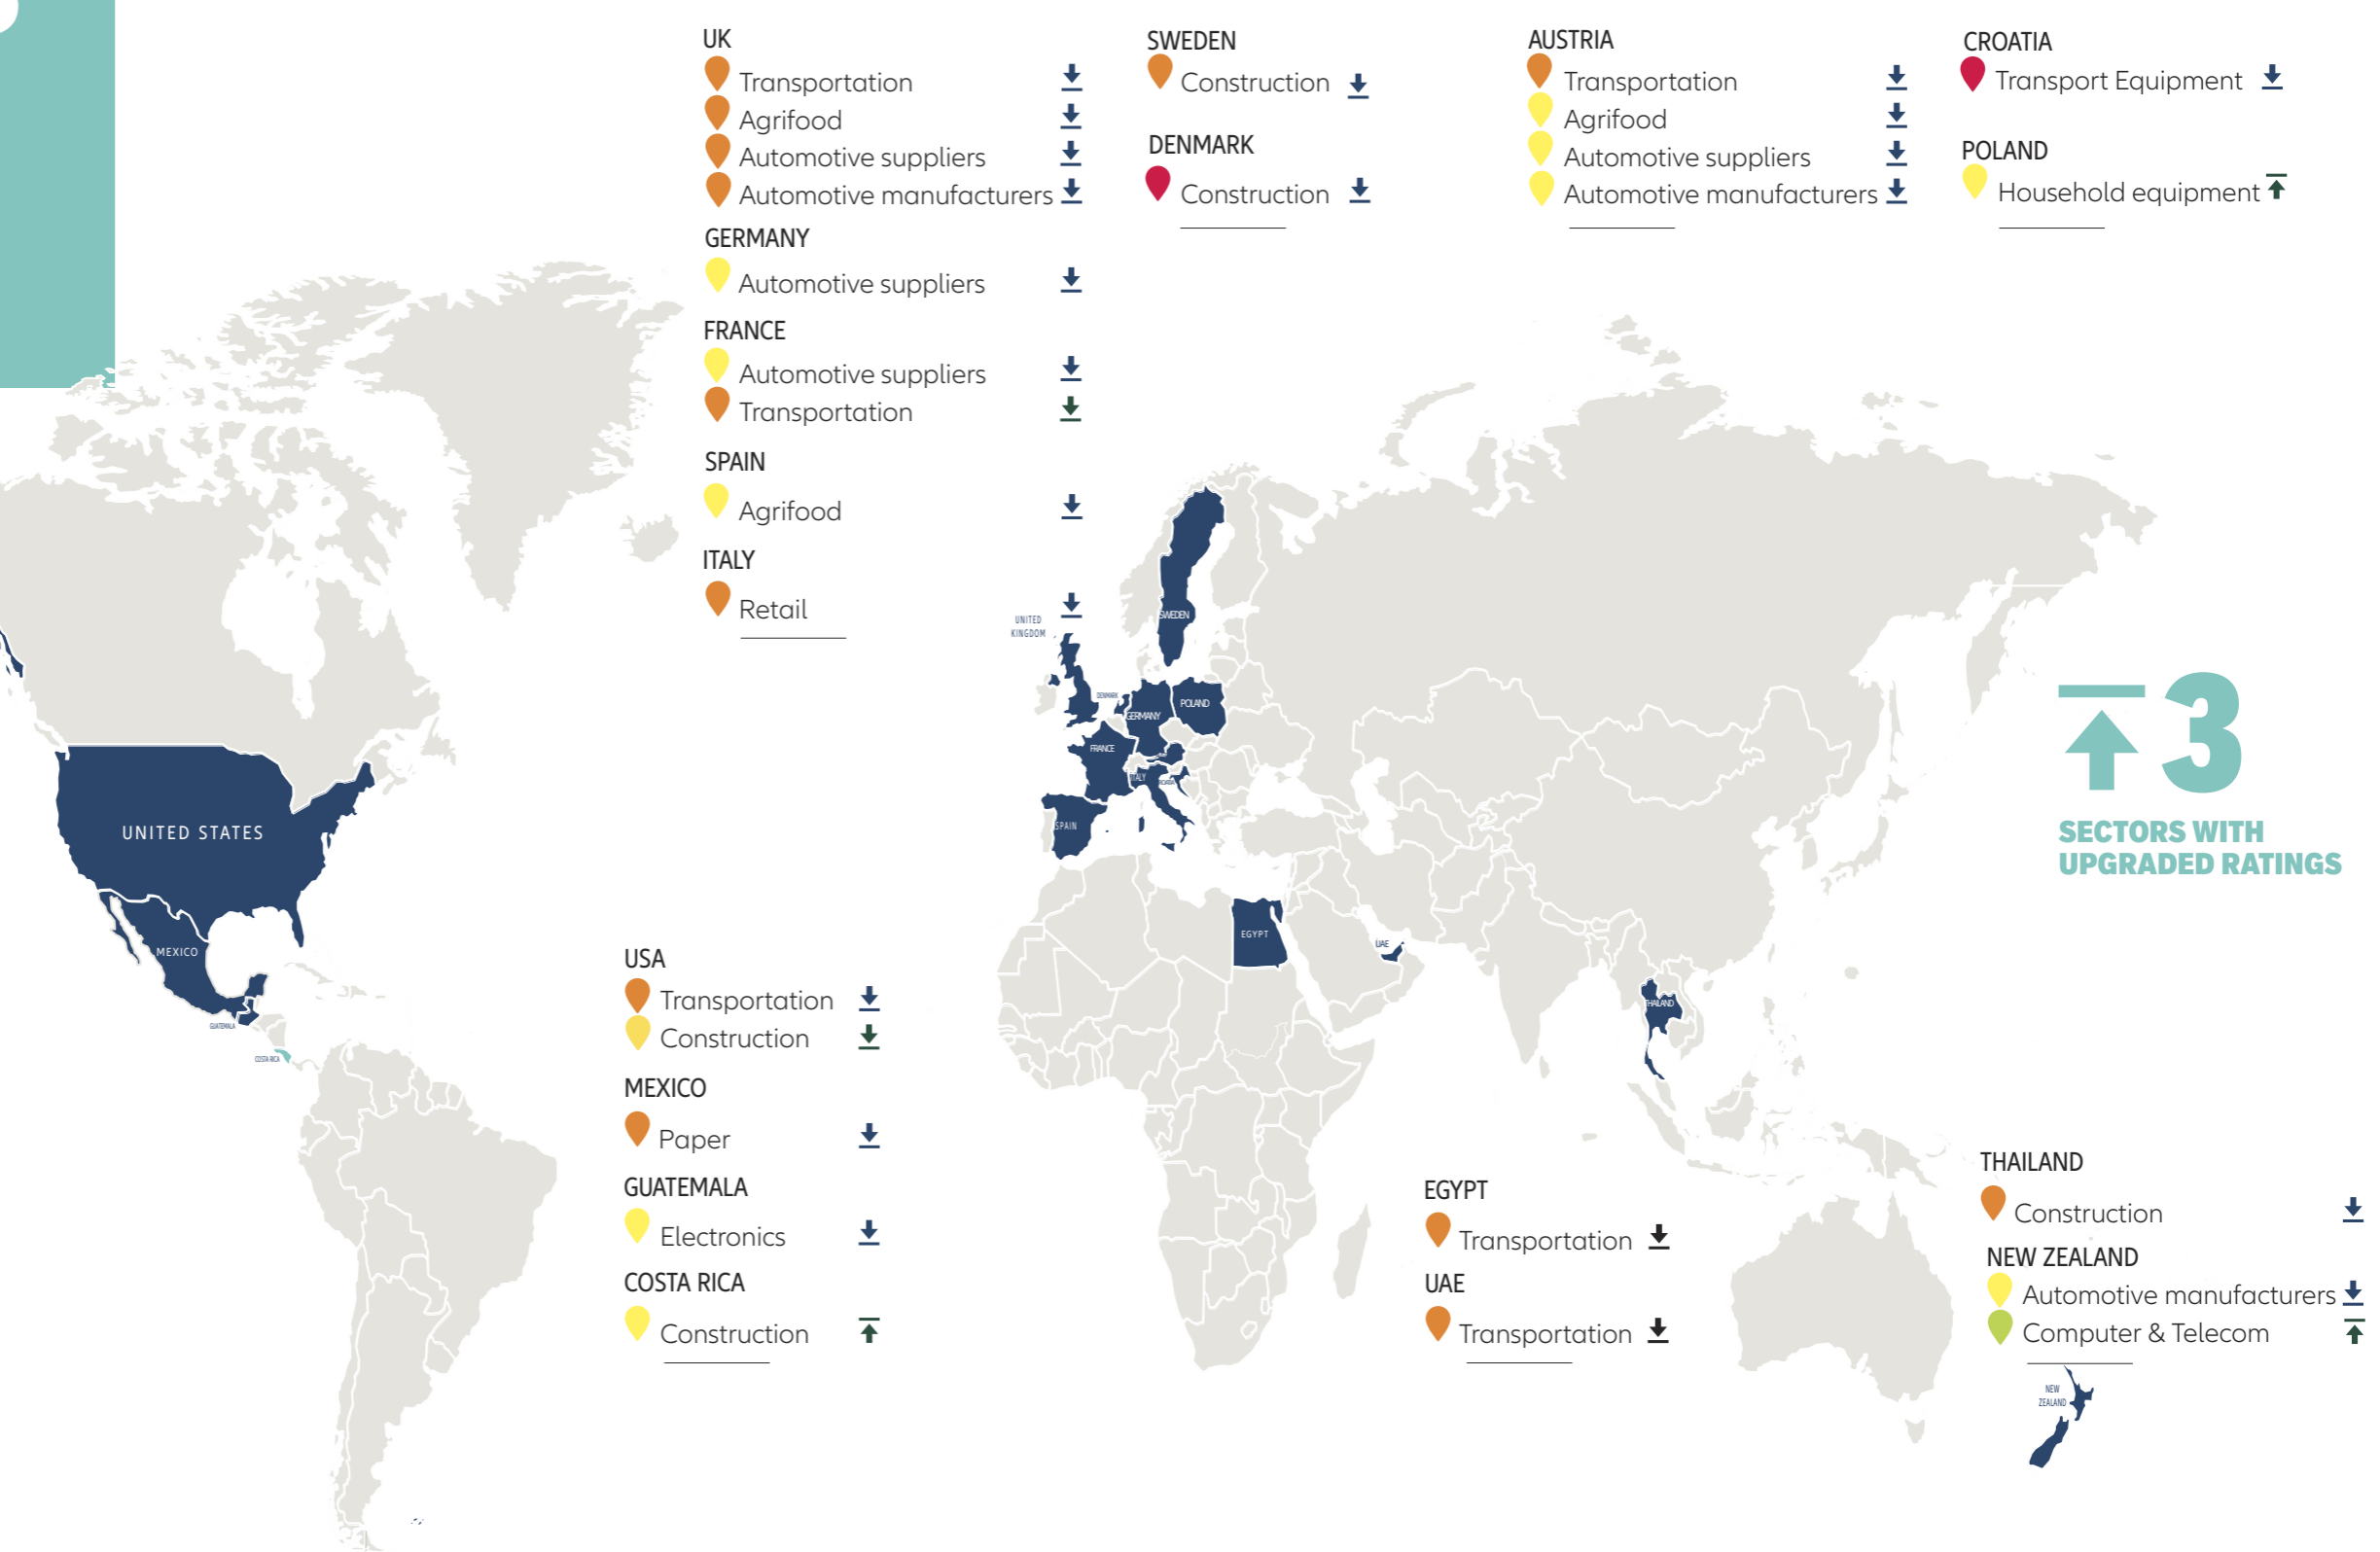 UK
Transportation
Agrifood
Automotive suppliers
Automotive manufacturers
GERMANY
Automotive suppliers
FRANCE
Automotive suppliers
Transportation
SPAIN
Agrifood
ITALY
Retail
SWEDEN
Construction
DENMARK
Construction
AUSTRIA
Transportation
Agrifood
Automotive suppliers
Automotive manufacturers
CROATIA
Transport Equipment
POLAND
Household equipment
UNITED
KINGDOM
SWEDEN
DENMARK
GERMANY
POLAND
FRANCE
ITALY
CROATIA
SPAIN
UNITED STATES
MEXICO
GUATEMALA
COSTA RICA
EGYPT
UAE
THAILAND
3
SECTORS WITH
UPGRADED RATINGS
USA
Transportation
Construction
MEXICO
Paper
GUATEMALA
Electronics
COSTA RICA
Construction
EGYPT
Transportation
UAE
Transportation
THAILAND
Construction
NEW ZEALAND
Automotive manufacturers
Computer & Telecom
NEW
ZEALAND